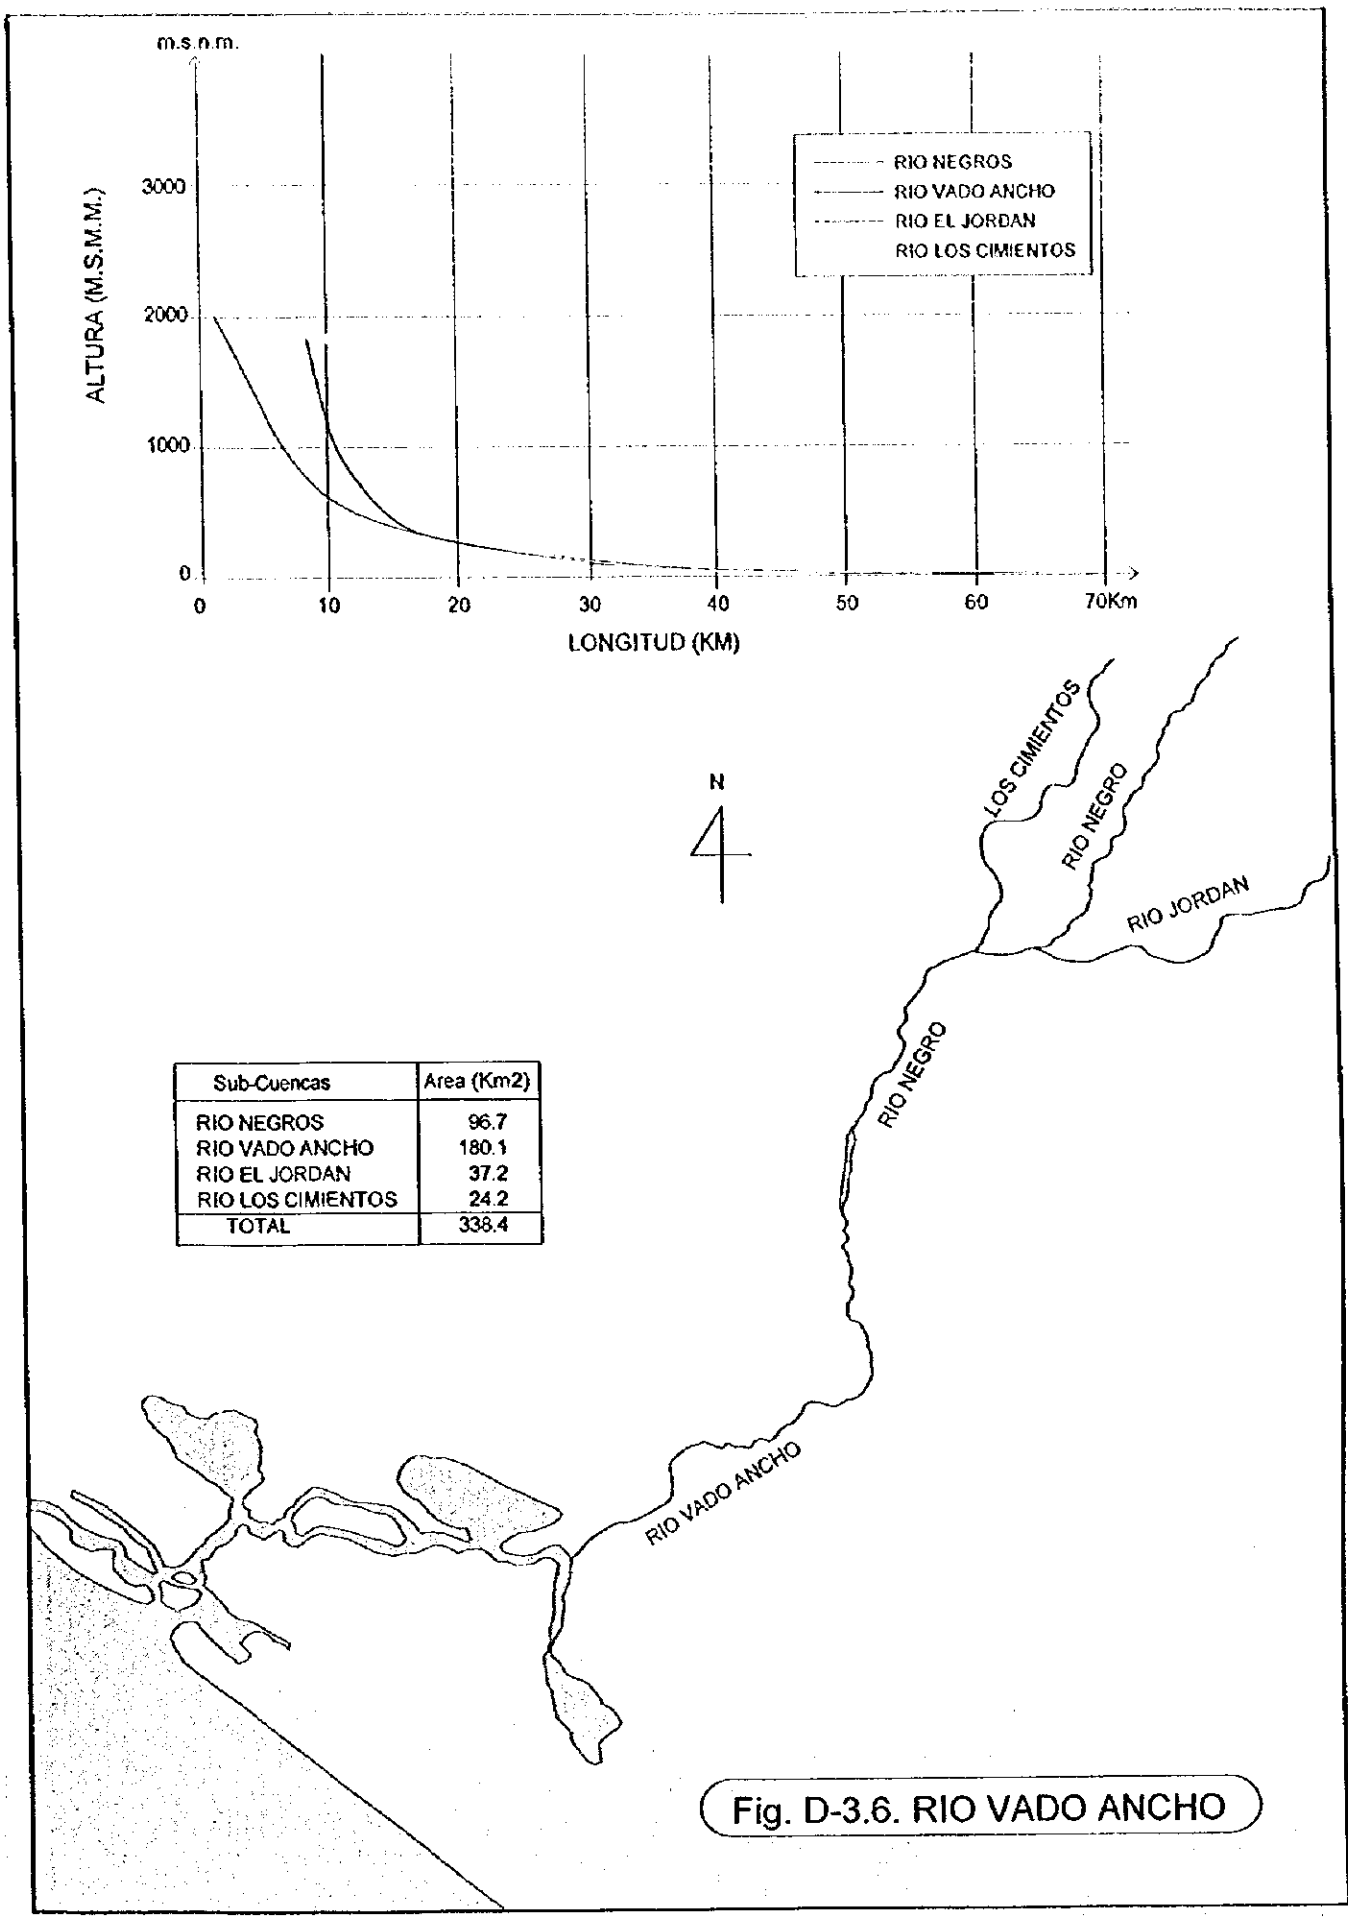 m.s.n.m.
3000
2000
1000
0
ALTURA (M.S.M.M.)
RIO NEGROS
RIO VADO ANCHO
RIO EL JORDAN
RIO LOS CIMIENTOS
0 10 20 30 40 50 60 70Km
LONGITUD (KM)
LOS CIMIENTOS
RIO NEGRO
RIO JORDAN
N
RIO NEGRO
Sub-Cuencas Area (Km2)
RIO NEGROS 96.7
RIO VADO ANCHO 180.1
RIO EL JORDAN 37.2
RIO LOS CIMIENTOS 24.2
TOTAL 338.4
RIO VADO ANCHO
Fig. D-3.6. RIO VADO ANCHO